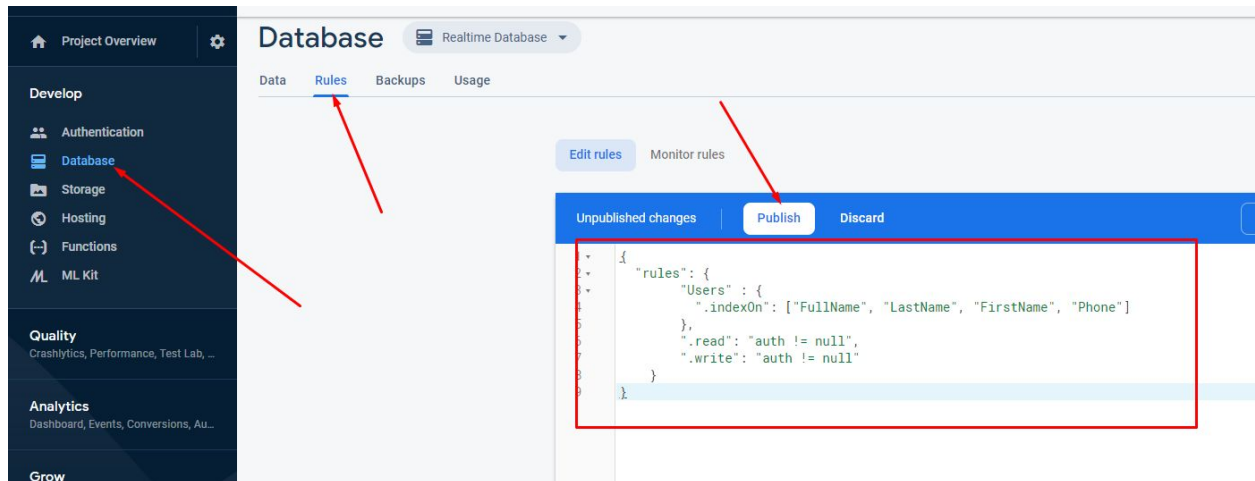 Project Overview
Develop
Authentication
Database
Storage
Hosting
Functions
ML Kit
Quality
Crashlytics, Performance, Test Lab, ...
Analytics
Dashboard, Events, Conversions, Au...
Grow
Database
Realtime Database
Data Rules Backups Usage
Edit rules Monitor rules
Unpublished changes Publish Discard
1 {
2 "rules": {
3 "Users" : {
4 ".indexOn": ["FullName", "LastName", "FirstName", "Phone"]
5 },
6 ".read": "auth != null",
7 ".write": "auth != null"
8 }
9 }